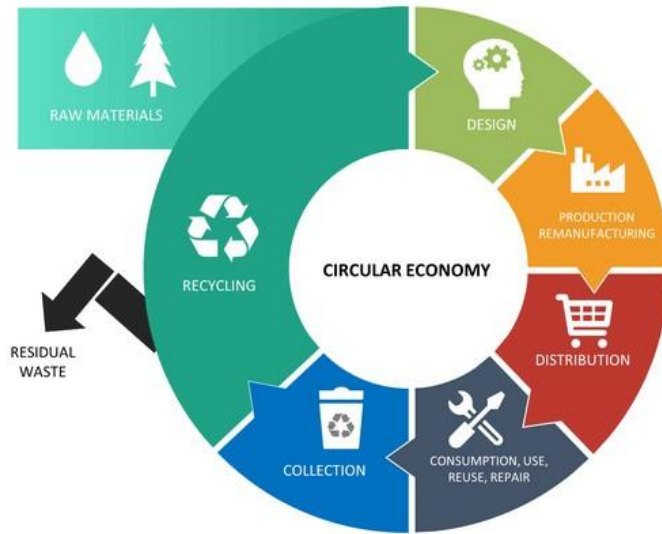 RAW MATERIALS
DESIGN
PRODUCTION
REMANUFACTURING
RECYCLING
CIRCULAR ECONOMY
RESIDUAL
WASTE
DISTRIBUTION
COLLECTION
CONSUMPTION, USE,
REUSE, REPAIR